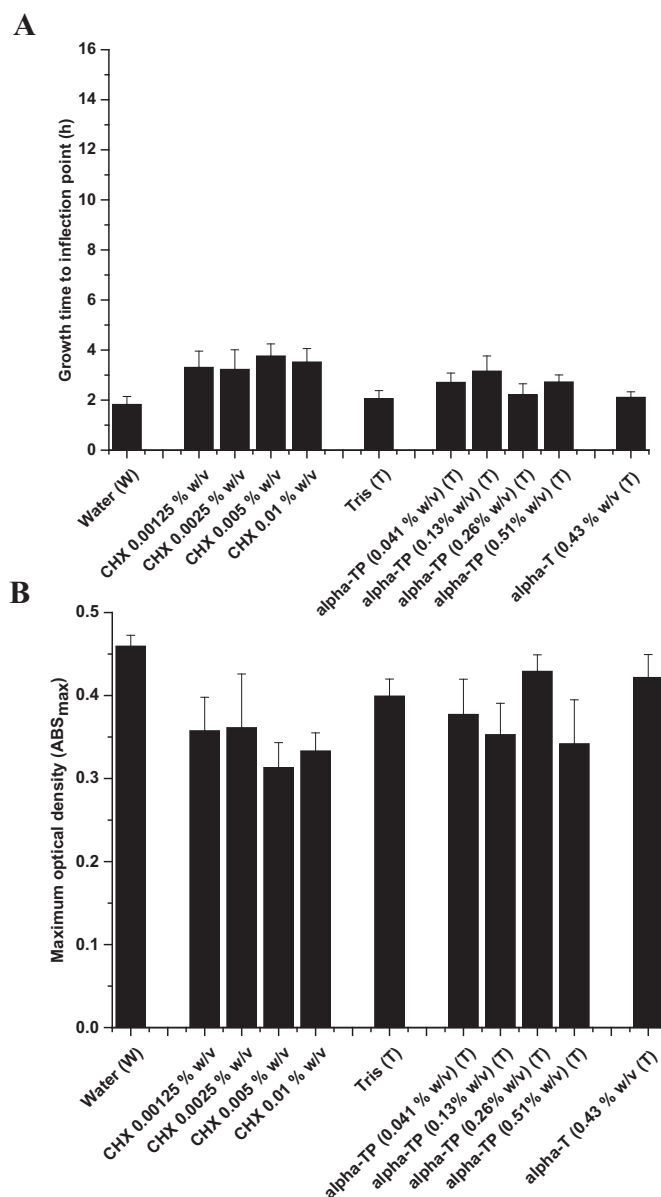 A
Growth time to inflection point (h)
16
14
12
10
8
6
4
2
0
Water (W)
CHX 0.00125 % w/v
CHX 0.0025 % w/v
CHX 0.005 % w/v
CHX 0.01 % w/v
Tris (T)
alpha-TP (0.041 % w/v) (T)
alpha-TP (0.13% w/v) (T)
alpha-TP (0.26% w/v) (T)
alpha-TP (0.51% w/v) (T)
alpha-T (0.43 % w/v (T)
B
Maximum optical density (ABSmax)
0.5
0.4
0.3
0.2
0.1
0.0
Water (W)
CHX 0.00125 % w/v
CHX 0.0025 % w/v
CHX 0.005 % w/v
CHX 0.01 % w/v
Tris (T)
alpha-TP (0.041 % w/v) (T)
alpha-TP (0.13% w/v) (T)
alpha-TP (0.26% w/v) (T)
alpha-TP (0.51% w/v) (T)
alpha-T (0.43 % w/v (T)